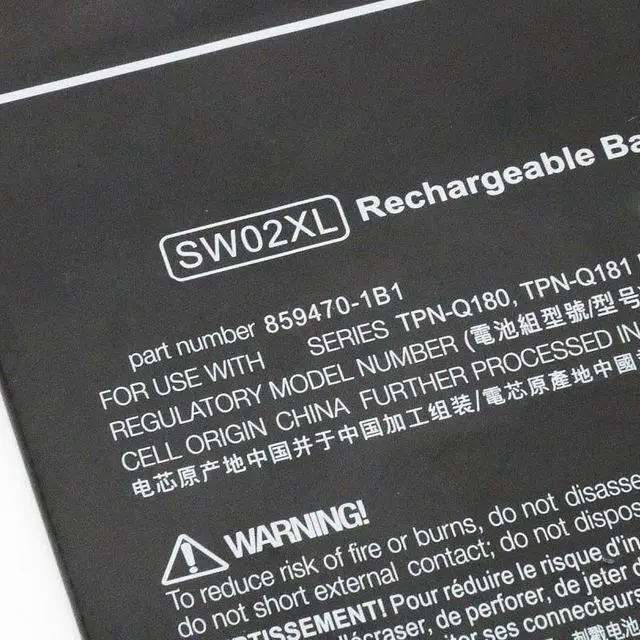 SW02XL Rechargeable Ba
part number 859470-1B1
FOR USE WITH SERIES TPN-Q180, TPN-Q181
REGULATORY MODEL NUMBER (電池組型號/型号
CELL ORIGIN CHINA FURTHER PROCESSED IN
电芯原产地中国并于中国加工组装/電芯原產地中國
WARNING!
To reduce risk of fire or burns, do not disasse
do not short external contact; do not dispos
RTISSEMENT! Pour réduire le risque d'in
écraser, de perforer, de jeter d
ser ses connecteurs